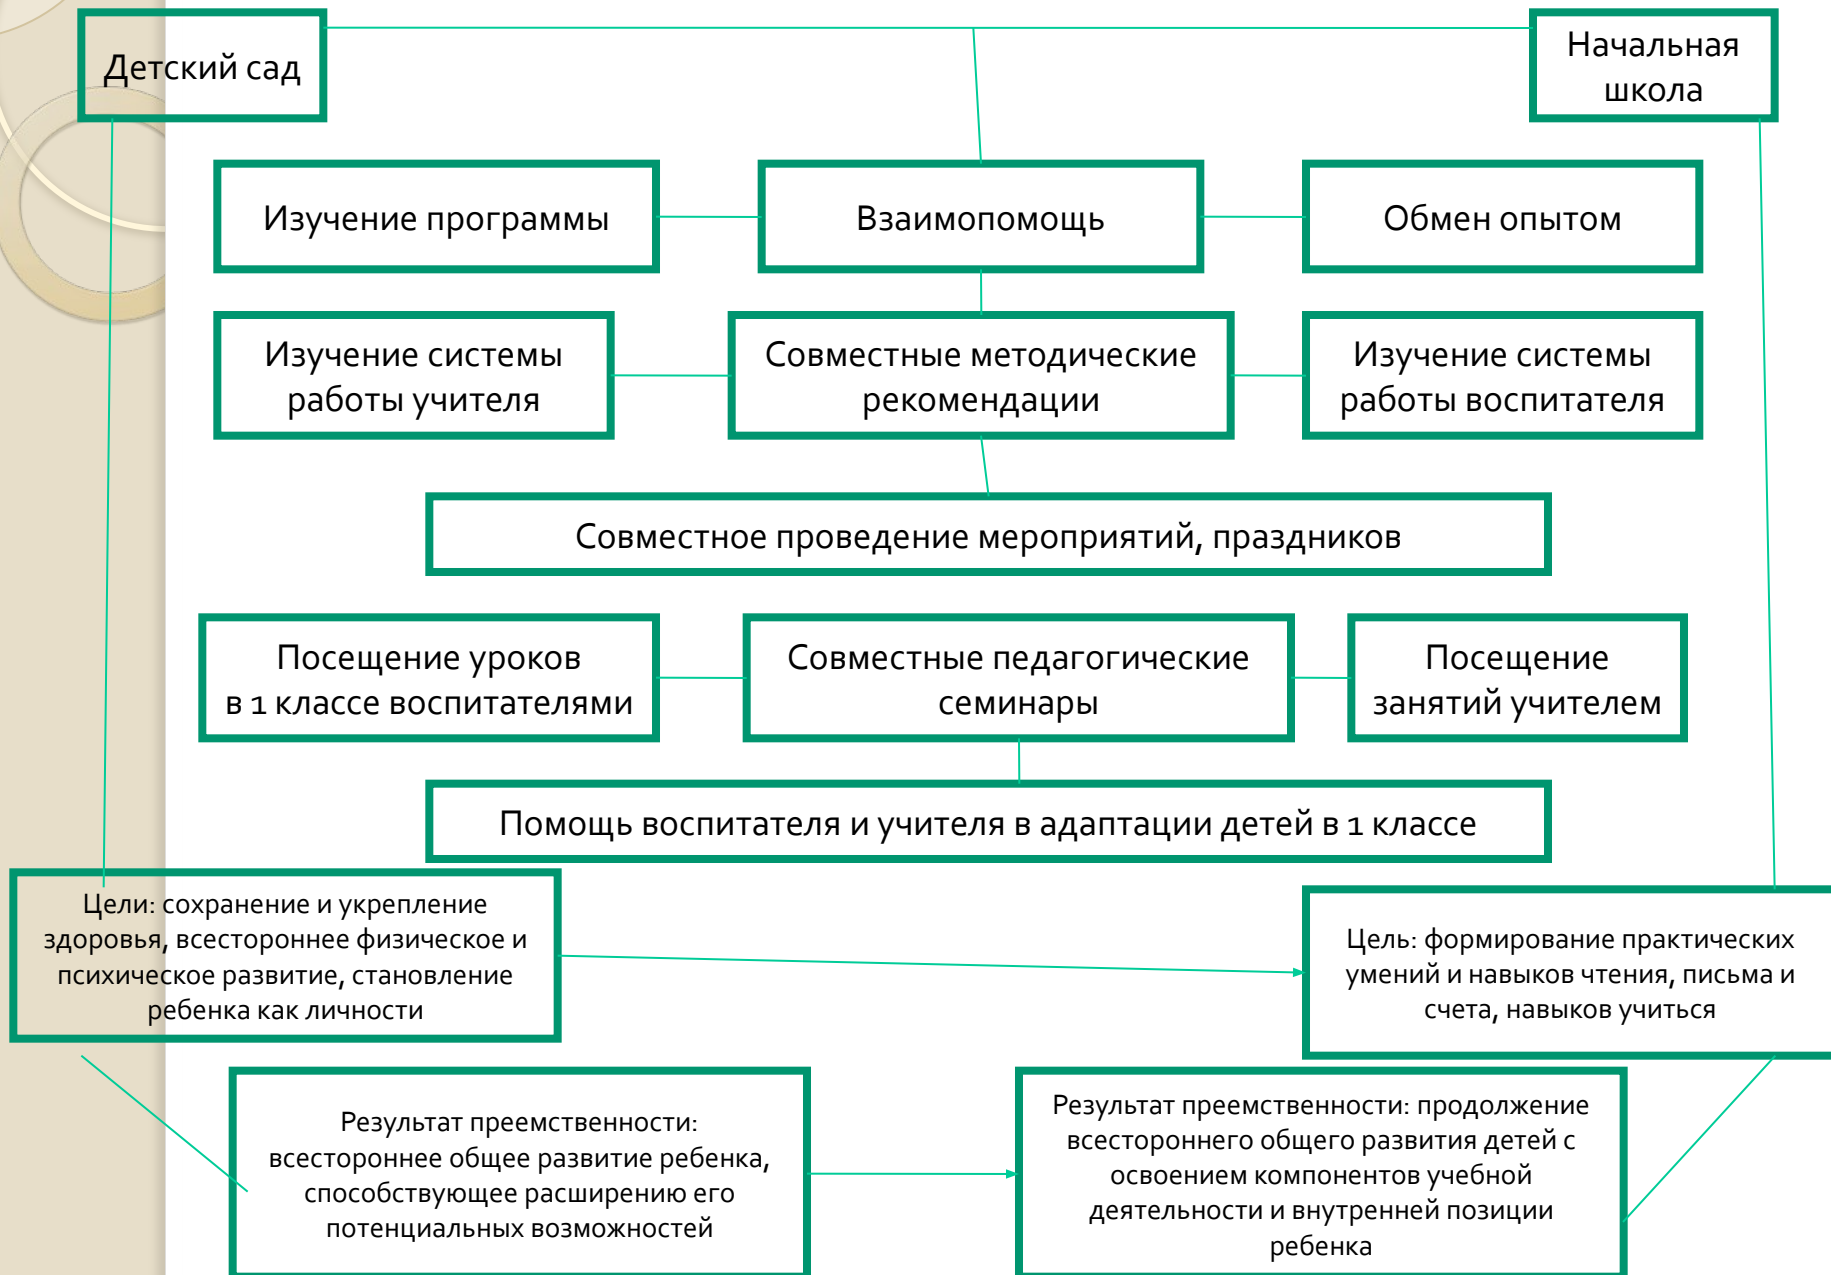 Детский сад
Начальная
школа
Изучение программы
Взаимопомощь
Обмен опытом
Изучение системы
работы учителя
Совместные методические
рекомендации
Изучение системы
работы воспитателя
Совместное проведение мероприятий, праздников
Посещение уроков
в 1 классе воспитателями
Совместные педагогические
семинары
Посещение
занятий учителем
Помощь воспитателя и учителя в адаптации детей в 1 классе
Цели: сохранение и укрепление
здоровья, всестороннее физическое и
психическое развитие, становление
ребенка как личности
Цель: формирование практических
умений и навыков чтения, письма и
счета, навыков учиться
Результат преемственности:
всестороннее общее развитие ребенка,
способствующее расширению его
потенциальных возможностей
Результат преемственности: продолжение
всестороннего общего развития детей с
освоением компонентов учебной
деятельности и внутренней позиции
ребенка